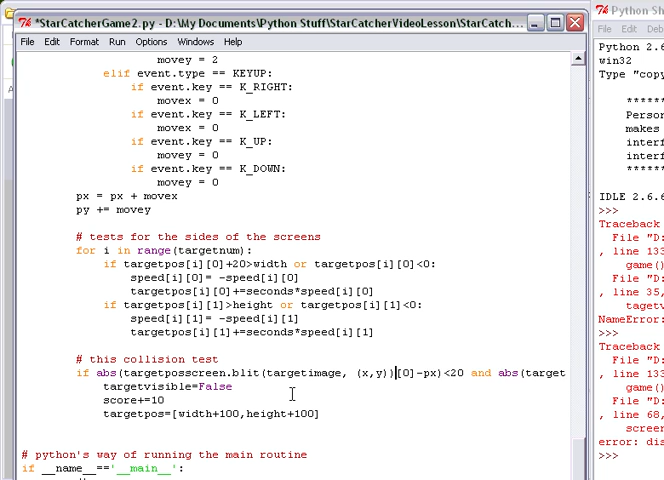 *StarCatcherGame2.py - D:\My Documents\Python Stuff\StarCatcherVideoLesson\StarCatch...
File Edit Format Run Options Windows Help
movey = 2
elif event.type == KEYUP:
if event.key == K_RIGHT:
movex = 0
if event.key == K_LEFT:
movex = 0
if event.key == K_UP:
movey = 0
if event.key == K_DOWN:
movey = 0
px = px + movex
py += movey
# tests for the sides of the screens
for i in range(targetnum):
if targetpos[i][0]+20>width or targetpos[i][0]<0:
speed[i][0]= -speed[i][0]
targetpos[i][0]+=seconds*speed[i][0]
if targetpos[i][1]>height or targetpos[i][1]<0:
speed[i][1]= -speed[i][1]
targetpos[i][1]+=seconds*speed[i][1]
# this collision test
if abs(targetposscreen.blit(targetimage, (x,y))[0]-px)<20 and abs(target
targetvisible=False
score+=10
targetpos=[width+100,height+100]
# python's way of running the main routine
if __name__=='__main__':
Python Sh
File Edit Deb
Python 2.6
win32
Type "copy
****
Person
makes
interf
interf
****
IDLE 2.6.6
>>>
Traceback
File "D:
, line 133
game()
File "D:
, line 35,
tagetv
NameError:
>>>
Traceback
File "D:
, line 133
game()
File "D:
, line 68,
screen
error: dis
>>>